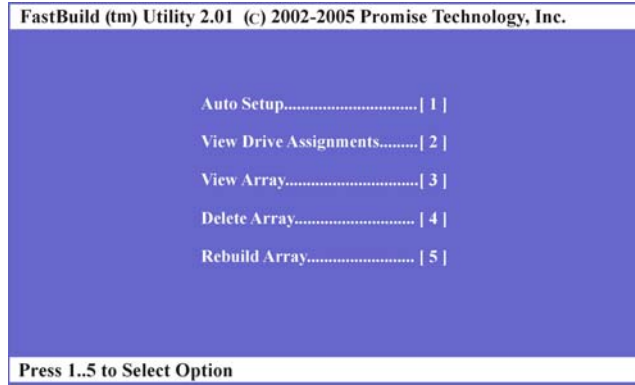 FastBuild (tm) Utility 2.01 (C) 2002-2005 Promise Technology, Inc.
Auto Setup...............................[ 1 ]
View Drive Assignments.........[ 2 ]
View Array..............................[ 3 ]
Delete Array............................ [ 4 ]
Rebuild Array......................... [ 5 ]
Press 1..5 to Select Option